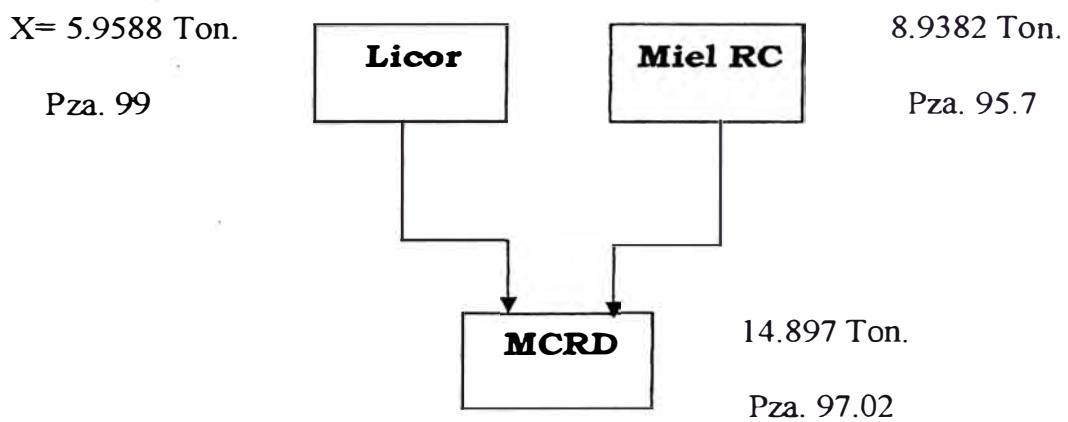 X= 5.9588 Ton.
Pza. 99
Licor
Miel RC
8.9382 Ton.
Pza. 95.7
MCRD
14.897 Ton.
Pza. 97.02